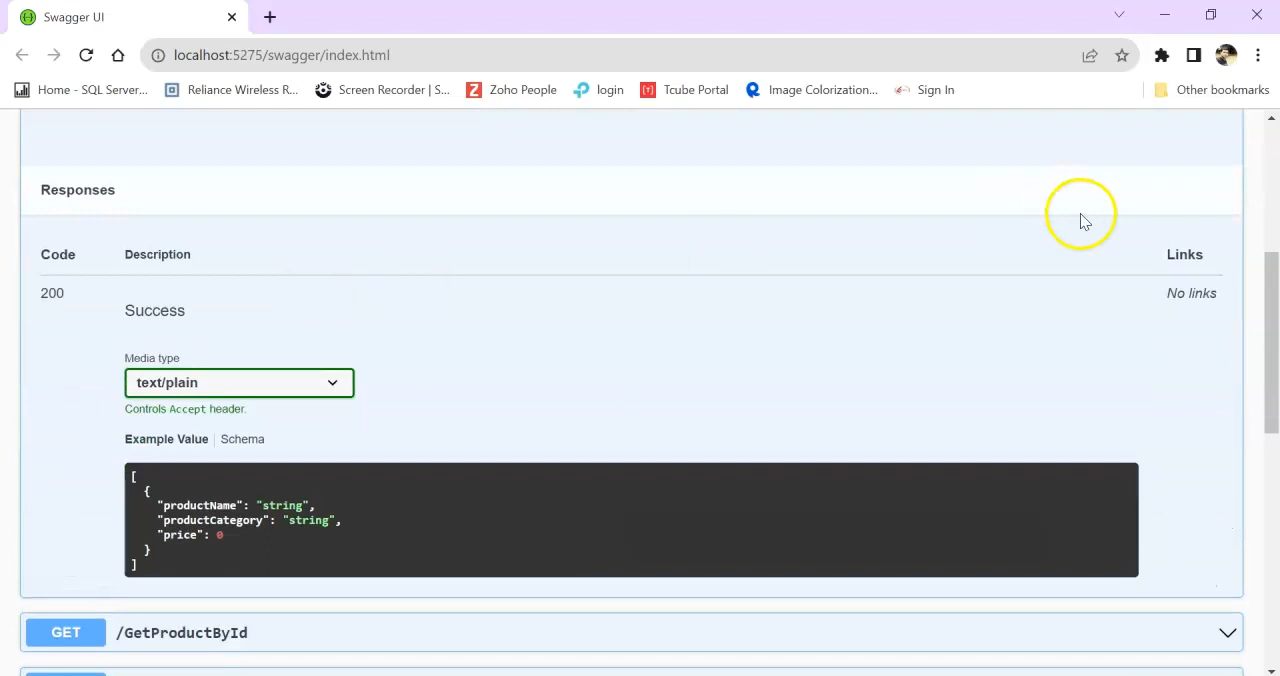 Swagger UI
localhost:5275/swagger/index.html
Home - SQL Server... Reliance Wireless R... Screen Recorder | S... Zoho People login Tcube Portal Image Colorization... Sign In Other bookmarks
Responses
Code Description Links
200 Success No links
Media type
text/plain
Controls Accept header.
Example Value Schema
[
{
"productName": "string",
"productCategory": "string",
"price": 0
}
]
GET /GetProductById